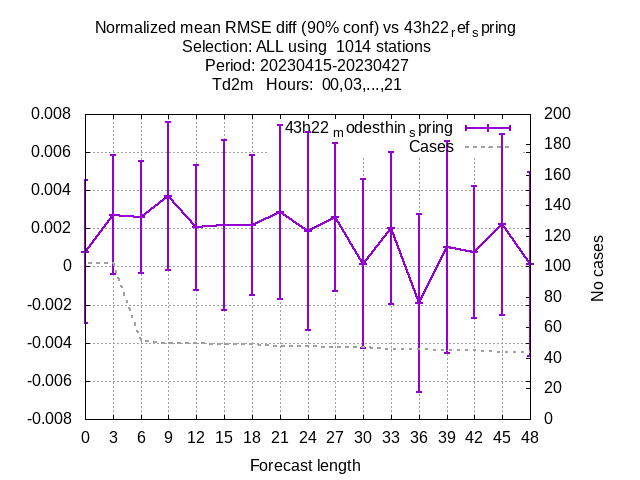 Normalized mean RMSE diff (90% conf) vs 43h22ᵣefₛpring
Selection: ALL using  1014 stations
Period: 20230415-20230427
Td2m   Hours:  00,03,...,21
43h22ₘodesthinₛpring
Cases
0.008
0.006
0.004
0.002
0
-0.002
-0.004
-0.006
-0.008
200
180
160
140
120
100
80
60
40
20
0
No cases
0 3 6 9 12 15 18 21 24 27 30 33 36 39 42 45 48
Forecast length